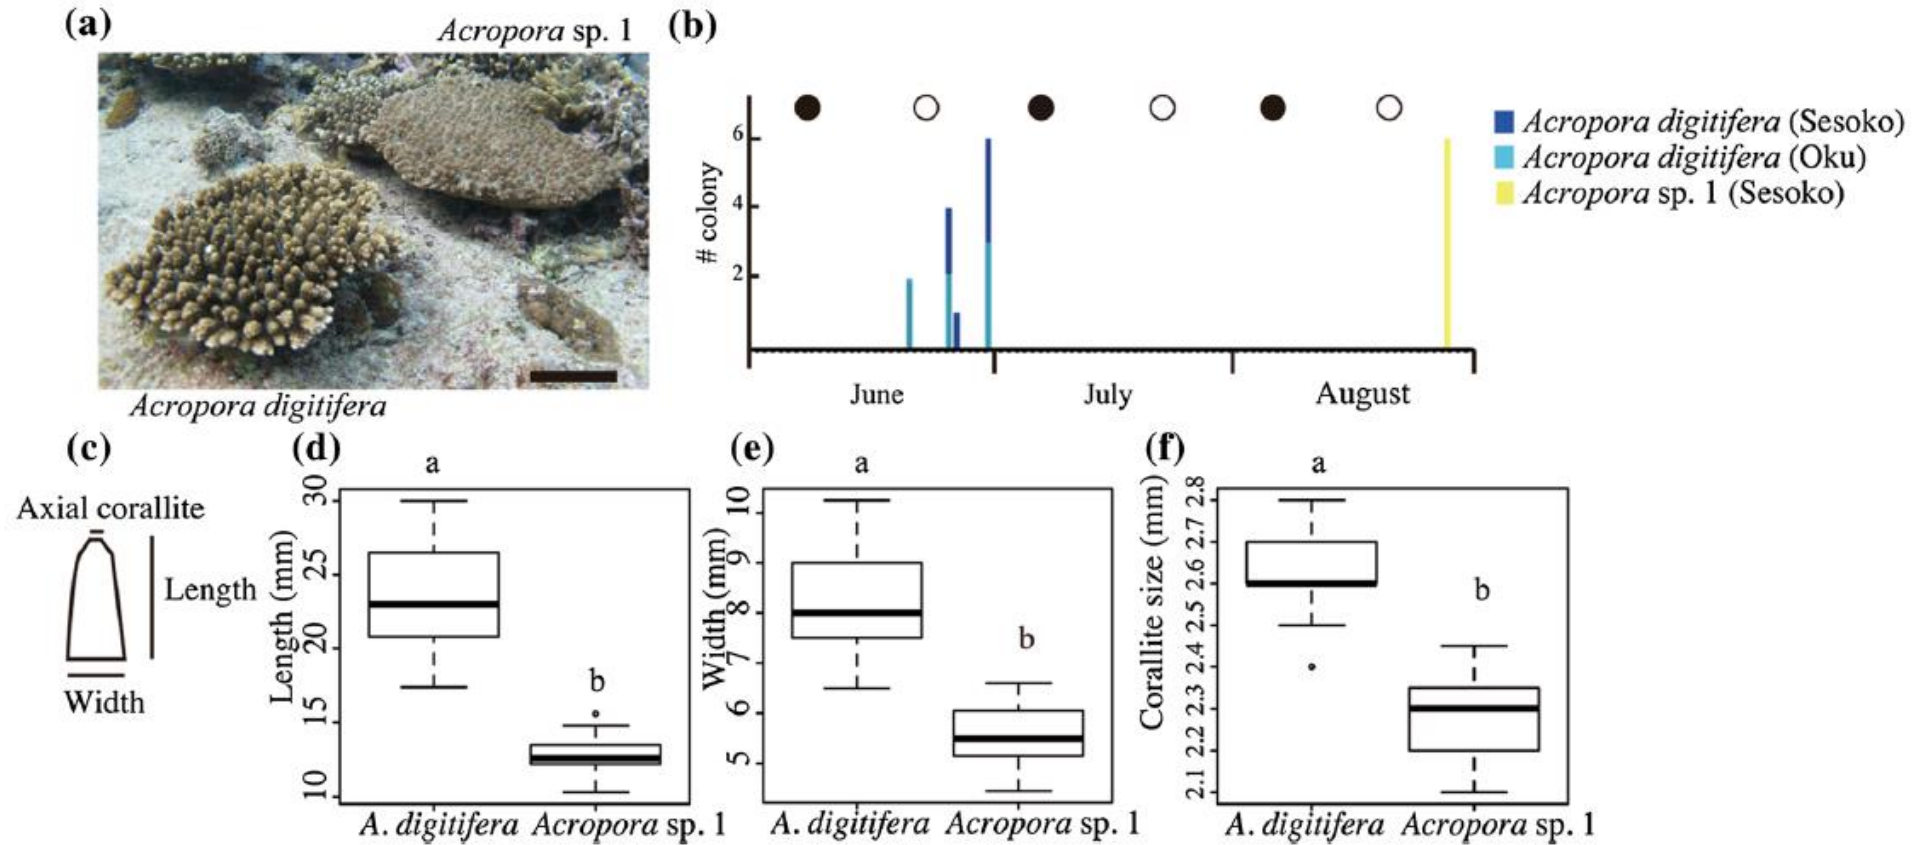 (a)
Acropora sp. 1
Acropora digitifera
(b)
# colony
6
4
2
June July August
Acropora digitifera (Sesoko)
Acropora digitifera (Oku)
Acropora sp. 1 (Sesoko)
(c)
Axial corallite
Length
Width
(d)
a
b
Length (mm)
30
25
20
15
10
A. digitifera Acropora sp. 1
(e)
a
b
Width (mm)
10
9
8
7
6
5
A. digitifera Acropora sp. 1
(f)
a
b
Corallite size (mm)
2.8
2.7
2.6
2.5
2.4
2.3
2.2
2.1
A. digitifera Acropora sp. 1